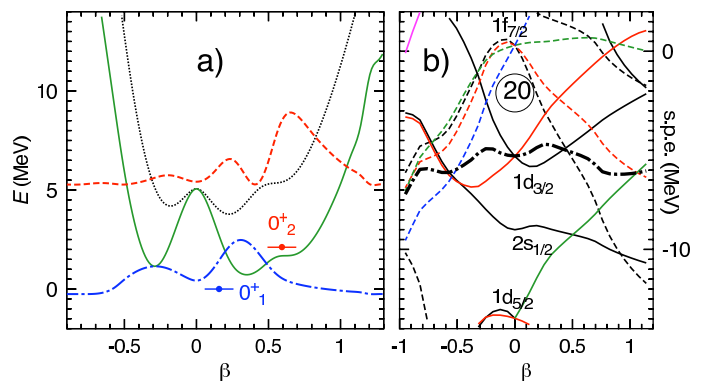 a)
E (MeV)
10
5
0
0+2
0+1
-0.5 0 0.5 1
β
b)
1f7/2
20
1d3/2
2s1/2
1d5/2
0
-10
s.p.e. (MeV)
-1 -0.5 0 0.5 1
β